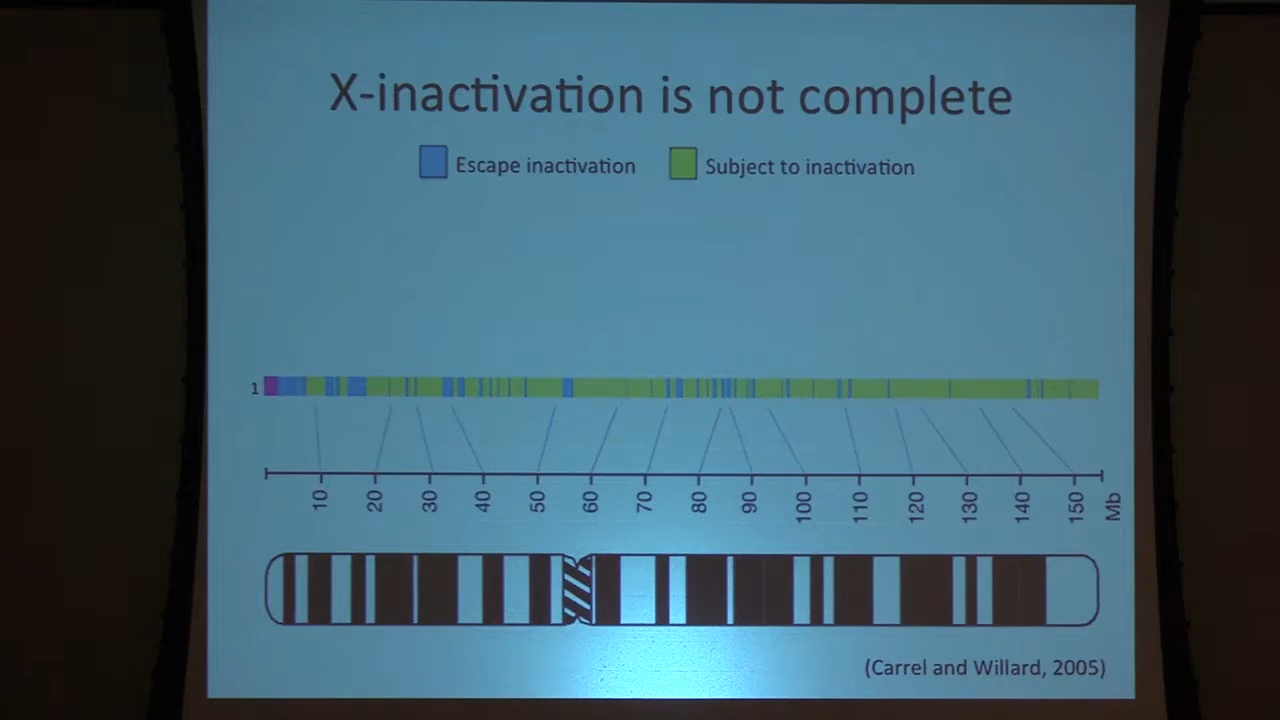 X-inactivation is not complete
Escape inactivation
Subject to inactivation
1
10 20 30 40 50 60 70 80 90 100 110 120 130 140 150 Mb
(Carrel and Willard, 2005)